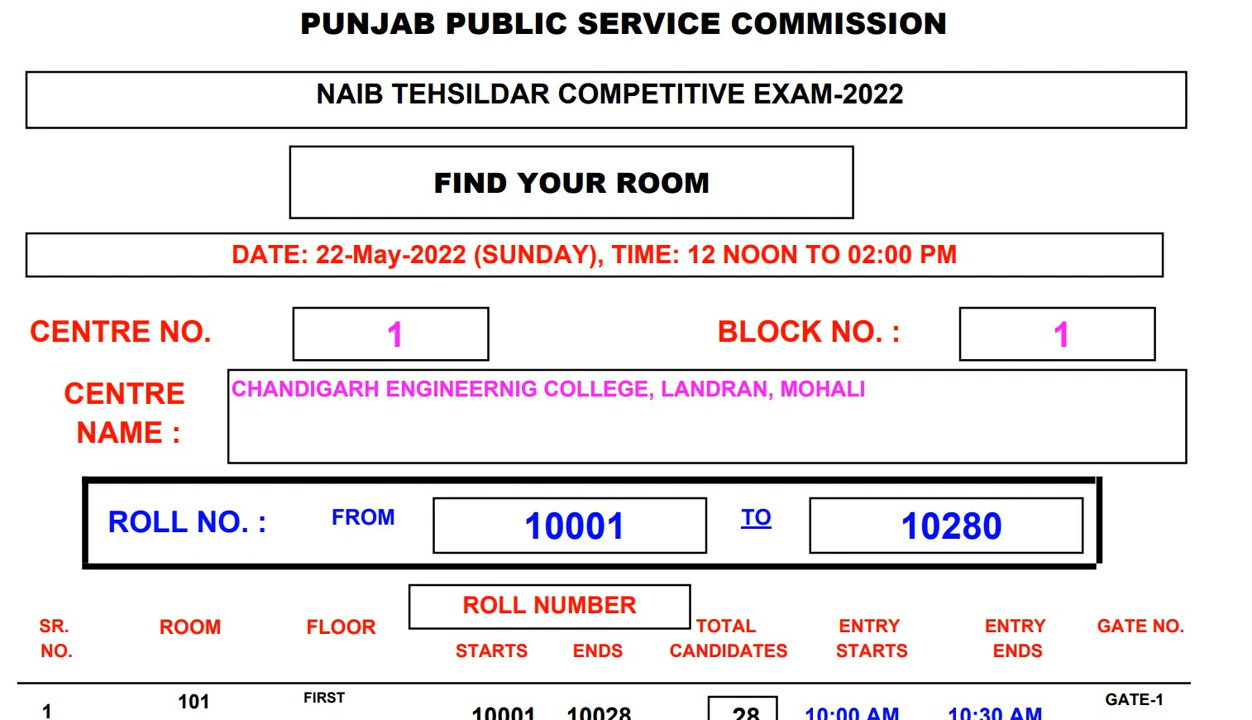 PUNJAB PUBLIC SERVICE COMMISSION
NAIB TEHSILDAR COMPETITIVE EXAM-2022
FIND YOUR ROOM
DATE: 22-May-2022 (SUNDAY), TIME: 12 NOON TO 02:00 PM
CENTRE NO. 1 BLOCK NO. : 1
CENTRE NAME : CHANDIGARH ENGINEERNIG COLLEGE, LANDRAN, MOHALI
ROLL NO. : FROM 10001 TO 10280
ROLL NUMBER
SR. ROOM FLOOR TOTAL ENTRY ENTRY GATE NO.
NO. STARTS ENDS CANDIDATES STARTS ENDS
1 101 FIRST 10001 10028 28 10:00 AM 10:30 AM GATE-1